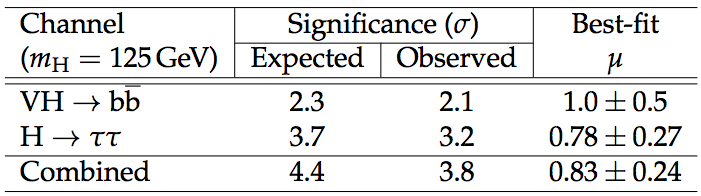 Channel Significance (σ) Best-fit
(mH = 125 GeV) Expected Observed μ
VH → bb̅ 2.3 2.1 1.0 ± 0.5
H → ττ 3.7 3.2 0.78 ± 0.27
Combined 4.4 3.8 0.83 ± 0.24